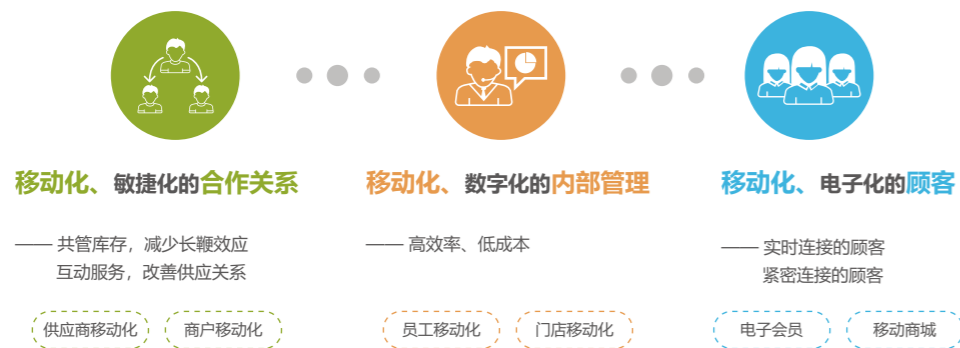 移动化、敏捷化的合作关系
—— 共管库存，减少长鞭效应
互动服务，改善供应关系
供应商移动化
商户移动化
移动化、数字化的内部管理
—— 高效率、低成本
员工移动化
门店移动化
移动化、电子化的顾客
—— 实时连接的顾客
紧密连接的顾客
电子会员
移动商城